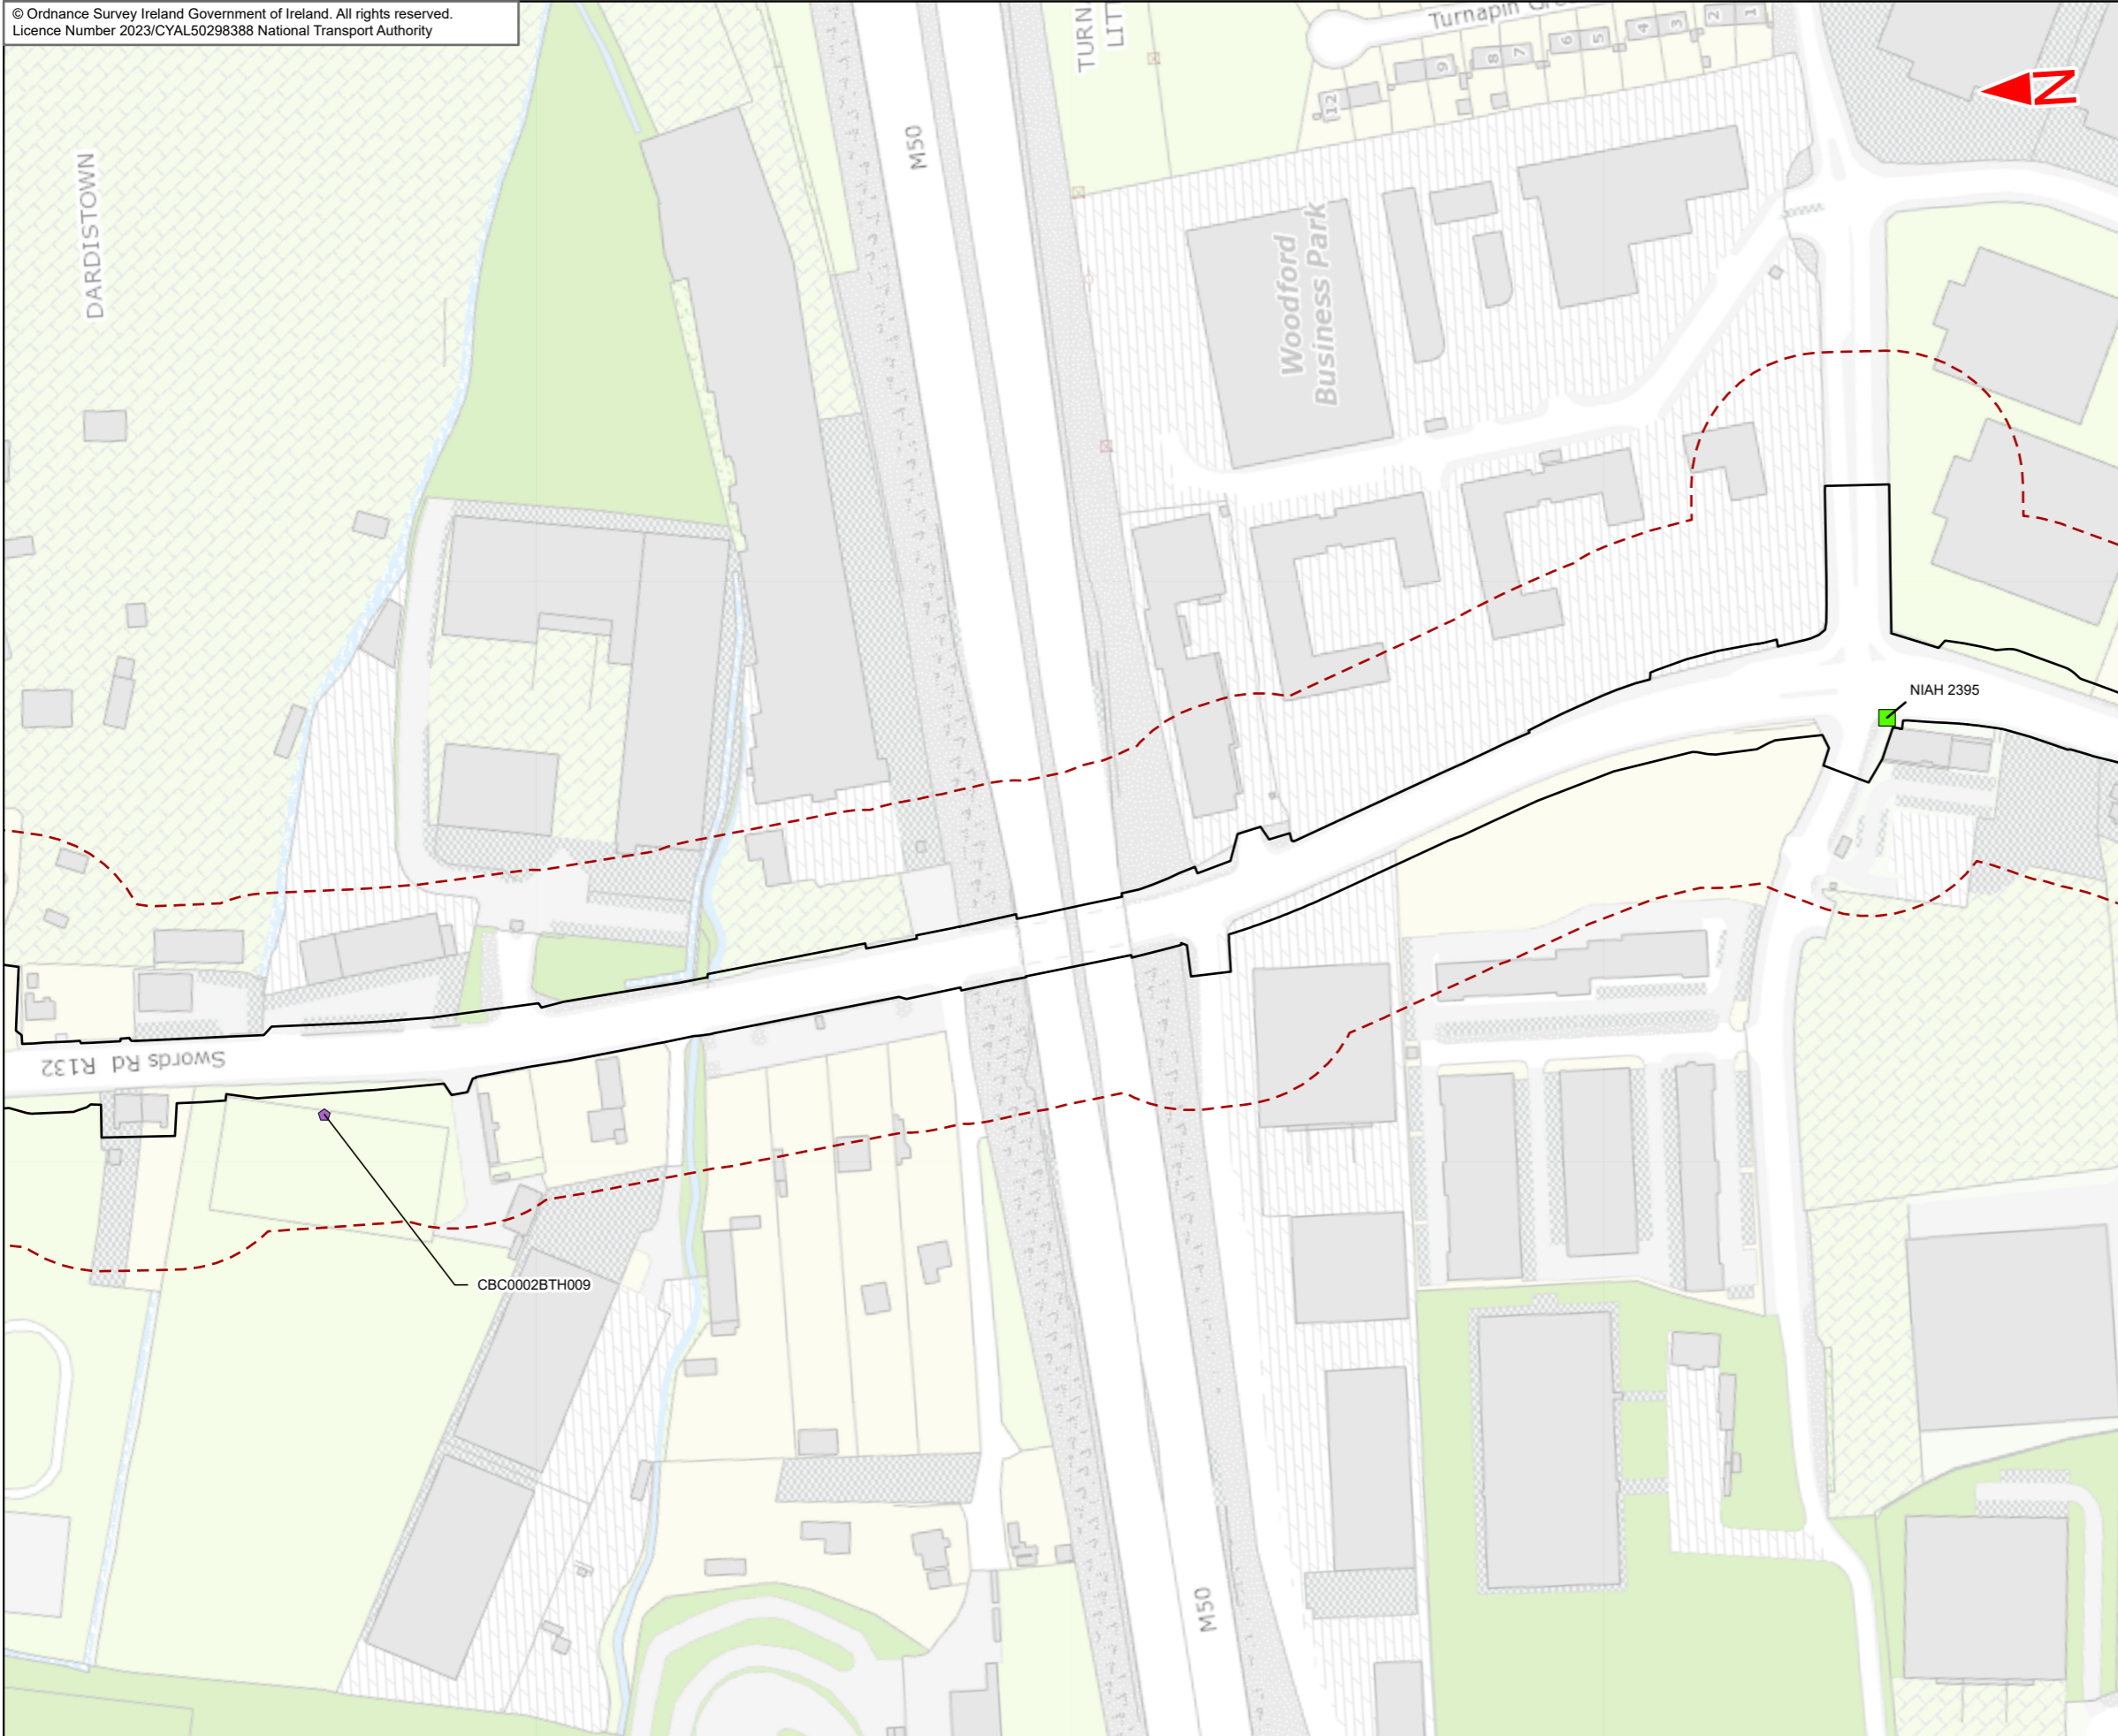 © Ordnance Survey Ireland Government of Ireland. All rights reserved.
Licence Number 2023/CYAL50298388 National Transport Authority
Turnapin
TURN
LITT
12
9
8
7
6
5
4
3
2
1
N
M50
DARDISTOWN
Woodford
Business Park
NIAH 2395
Swords Rd R132
CBC0002BTH009
M50